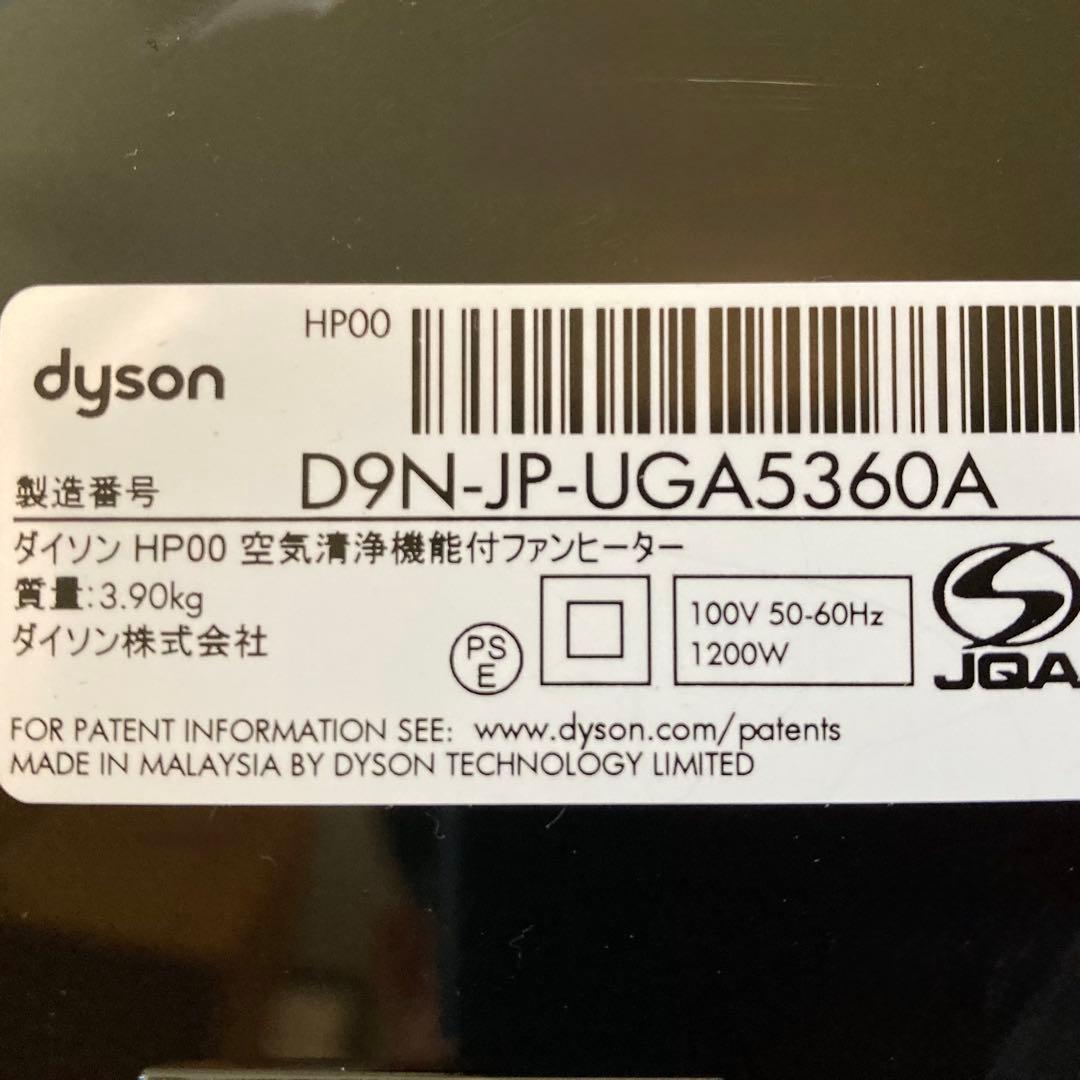 HP00
dyson
製造番号 D9N-JP-UGA5360A
ダイソン HP00 空気清浄機能付ファンヒーター
質量:3.90kg
ダイソン株式会社
PS
E
100V 50-60Hz
1200W
JQA
FOR PATENT INFORMATION SEE: www.dyson.com/patents
MADE IN MALAYSIA BY DYSON TECHNOLOGY LIMITED